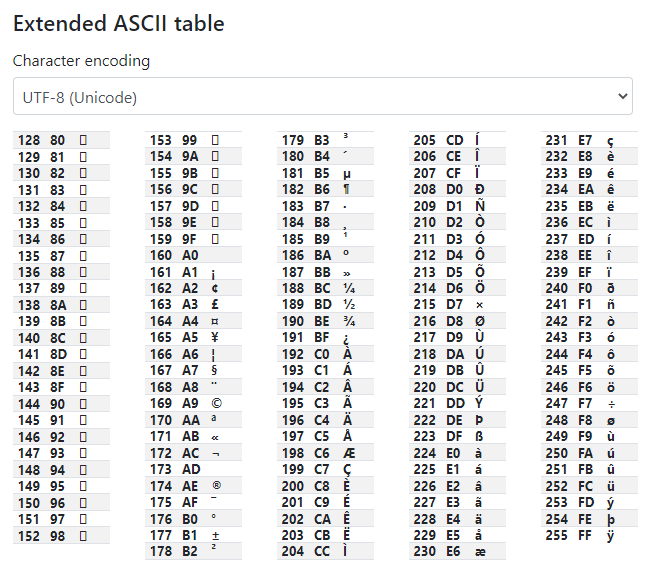 Extended ASCII table
Character encoding
UTF-8 (Unicode)
128 80 
129 81 
130 82 
131 83 
132 84 
133 85 
134 86 
135 87 
136 88 
137 89 
138 8A 
139 8B 
140 8C 
141 8D 
142 8E 
143 8F 
144 90 
145 91 
146 92 
147 93 
148 94 
149 95 
150 96 
151 97 
152 98 
153 99 
154 9A 
155 9B 
156 9C 
157 9D 
158 9E 
159 9F 
160 A0
161 A1 ¡
162 A2 ¢
163 A3 £
164 A4 ¤
165 A5 ¥
166 A6 ¦
167 A7 §
168 A8 ¨
169 A9 ©
170 AA ª
171 AB «
172 AC ¬
173 AD
174 AE ®
175 AF ¯
176 B0 °
177 B1 ±
178 B2 ²
179 B3 ³
180 B4 ´
181 B5 µ
182 B6 ¶
183 B7 ·
184 B8 ¸
185 B9 ¹
186 BA º
187 BB »
188 BC ¼
189 BD ½
190 BE ¾
191 BF ¿
192 C0 À
193 C1 Á
194 C2 Â
195 C3 Ã
196 C4 Ä
197 C5 Å
198 C6 Æ
199 C7 Ç
200 C8 È
201 C9 É
202 CA Ê
203 CB Ë
204 CC Ì
205 CD Í
206 CE Î
207 CF Ï
208 D0 Ð
209 D1 Ñ
210 D2 Ò
211 D3 Ó
212 D4 Ô
213 D5 Õ
214 D6 Ö
215 D7 ×
216 D8 Ø
217 D9 Ù
218 DA Ú
219 DB Û
220 DC Ü
221 DD Ý
222 DE Þ
223 DF ß
224 E0 à
225 E1 á
226 E2 â
227 E3 ã
228 E4 ä
229 E5 å
230 E6 æ
231 E7 ç
232 E8 è
233 E9 é
234 EA ê
235 EB ë
236 EC ì
237 ED í
238 EE î
239 EF ï
240 F0 ð
241 F1 ñ
242 F2 ò
243 F3 ó
244 F4 ô
245 F5 õ
246 F6 ö
247 F7 ÷
248 F8 ø
249 F9 ù
250 FA ú
251 FB û
252 FC ü
253 FD ý
254 FE þ
255 FF ÿ